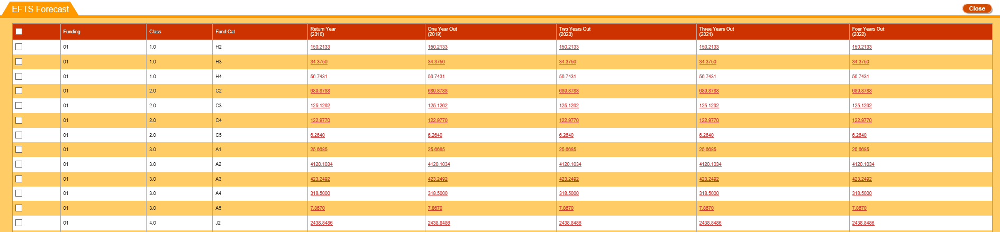 EFTS Forecast
Close
Funding Class Fund Cat Return Year (2018) One Year Out (2019) Two Years Out (2020) Three Years Out (2021) Four Years Out (2022)
01 1.0 H2 150.2133 150.2133 150.2133 150.2133 150.2133
01 1.0 H3 34.3750 34.3750 34.3750 34.3750 34.3750
01 1.0 H4 56.7431 56.7431 56.7431 56.7431 56.7431
01 2.0 C2 689.8788 689.8788 689.8788 689.8788 689.8788
01 2.0 C3 125.1262 125.1262 125.1262 125.1262 125.1262
01 2.0 C4 122.9770 122.9770 122.9770 122.9770 122.9770
01 2.0 C5 6.2640 6.2640 6.2640 6.2640 6.2640
01 3.0 A1 25.6685 25.6685 25.6685 25.6685 25.6685
01 3.0 A2 4120.1034 4120.1034 4120.1034 4120.1034 4120.1034
01 3.0 A3 423.2492 423.2492 423.2492 423.2492 423.2492
01 3.0 A4 318.5000 318.5000 318.5000 318.5000 318.5000
01 3.0 A5 7.8670 7.8670 7.8670 7.8670 7.8670
01 4.0 J2 2438.8486 2438.8486 2438.8486 2438.8486 2438.8486